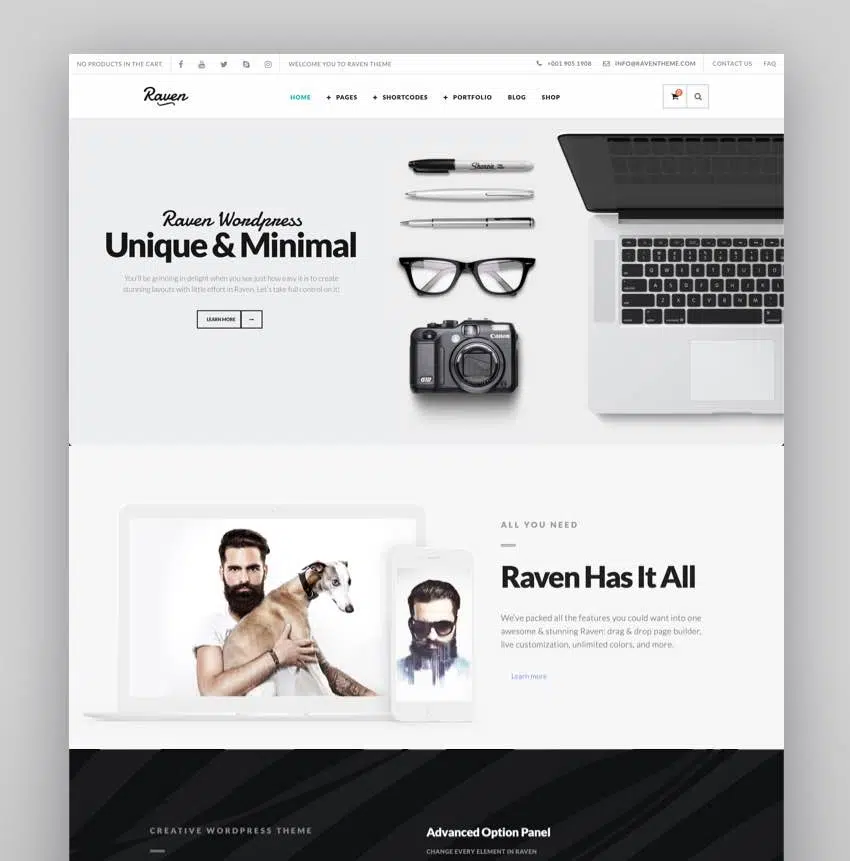 NO PRODUCTS IN THE CART.
WELCOME YOU TO RAVEN THEME
+001 905 1908
INFO@RAVENTHEME.COM
CONTACT US
FAQ
Raven
HOME
+ PAGES
+ SHORTCODES
+ PORTFOLIO
BLOG
SHOP
0
Raven Wordpress
Unique & Minimal
You'll be grinning in delight when you see just how easy it is to create
stunning layouts with little effort in Raven. Let's take full control on it!
LEARN MORE
Sharpie
Canon
G12
Q W E R T Y U I O
A S D F G H J K L
Z X C V B N M
ALL YOU NEED
Raven Has It All
We've packed all the features you could want into one
awesome & stunning Raven: drag & drop page builder,
live customization, unlimited colors, and more.
Learn more
CREATIVE WORDPRESS THEME
Advanced Option Panel
CHANGE EVERY ELEMENT IN RAVEN